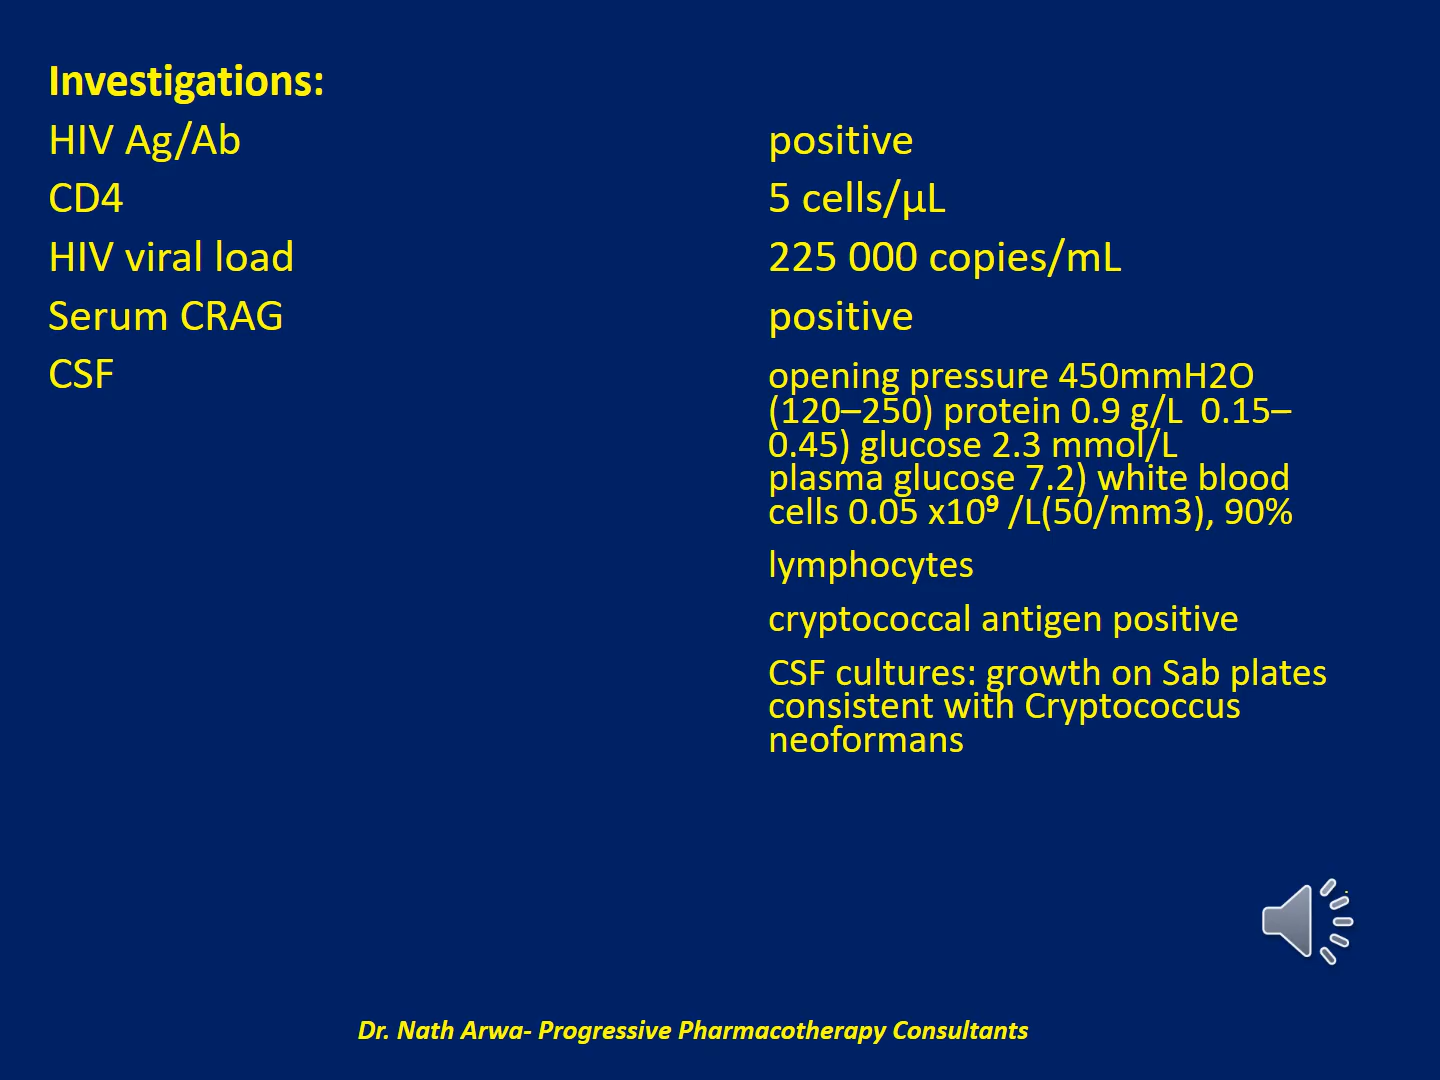 Investigations:
HIV Ag/Ab positive
CD4 5 cells/μL
HIV viral load 225 000 copies/mL
Serum CRAG positive
CSF opening pressure 450mmH2O
(120–250) protein 0.9 g/L  0.15–
0.45) glucose 2.3 mmol/L
plasma glucose 7.2) white blood
cells 0.05 x10⁹ /L(50/mm3), 90%
lymphocytes
cryptococcal antigen positive
CSF cultures: growth on Sab plates
consistent with Cryptococcus
neoformans
Dr. Nath Arwa- Progressive Pharmacotherapy Consultants